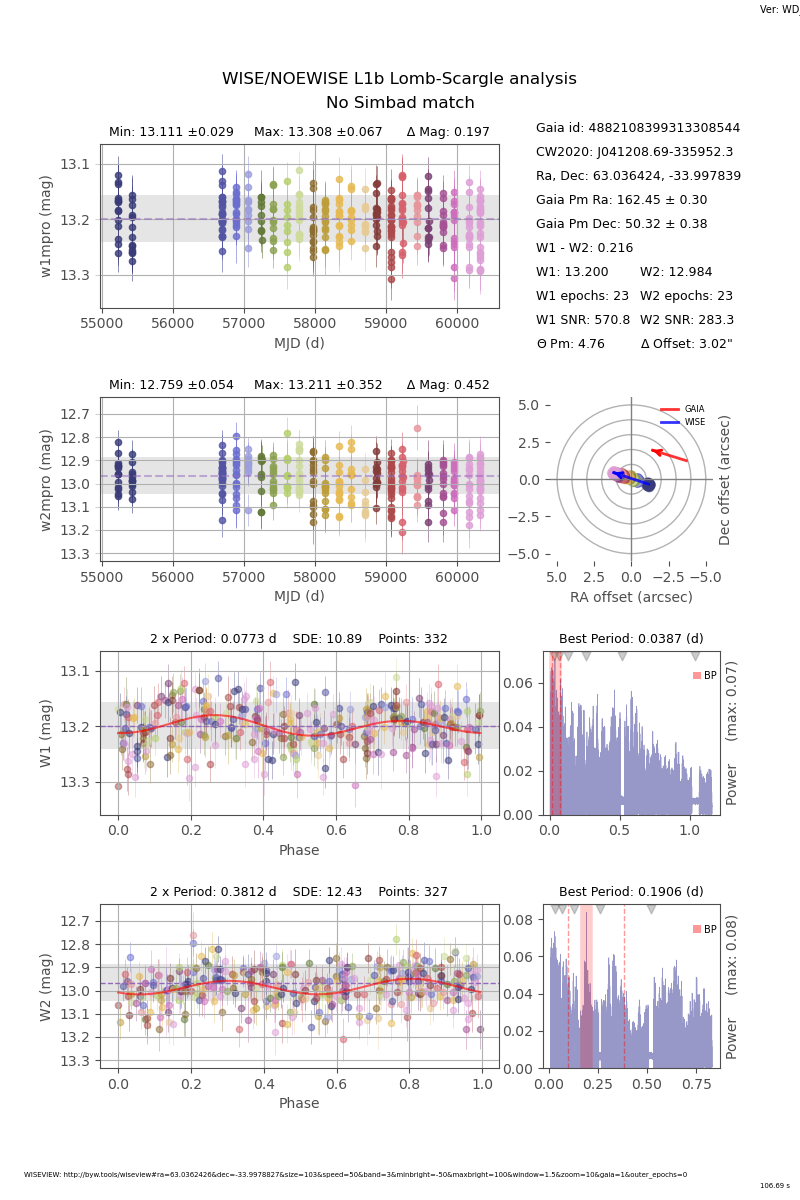 Ver: WD_
WISE/NOEWISE L1b Lomb-Scargle analysis
No Simbad match
Min: 13.111 ±0.029 Max: 13.308 ±0.067 Δ Mag: 0.197
13.1
13.2
13.3
w1mpro (mag)
55000 56000 57000 58000 59000 60000
MJD (d)
Gaia id: 4882108399313308544
CW2020: J041208.69-335952.3
Ra, Dec: 63.036424, -33.997839
Gaia Pm Ra: 162.45 ± 0.30
Gaia Pm Dec: 50.32 ± 0.38
W1 - W2: 0.216
W1: 13.200 W2: 12.984
W1 epochs: 23 W2 epochs: 23
W1 SNR: 570.8 W2 SNR: 283.3
Θ Pm: 4.76 Δ Offset: 3.02"
Min: 12.759 ±0.054 Max: 13.211 ±0.352 Δ Mag: 0.452
12.7
12.8
12.9
13.0
13.1
13.2
13.3
w2mpro (mag)
55000 56000 57000 58000 59000 60000
MJD (d)
GAIA
WISE
5.0
2.5
0.0
−2.5
−5.0
5.0 2.5 0.0 −2.5 −5.0
RA offset (arcsec)
Dec offset (arcsec)
2 x Period: 0.0773 d SDE: 10.89 Points: 332
13.1
13.2
13.3
W1 (mag)
0.0 0.2 0.4 0.6 0.8 1.0
Phase
Best Period: 0.0387 (d)
BP
0.06
0.04
0.02
0.00
0.0 0.5 1.0
Power (max: 0.07)
2 x Period: 0.3812 d SDE: 12.43 Points: 327
12.7
12.8
12.9
13.0
13.1
13.2
13.3
W2 (mag)
0.0 0.2 0.4 0.6 0.8 1.0
Phase
Best Period: 0.1906 (d)
BP
0.08
0.06
0.04
0.02
0.00
0.00 0.25 0.50 0.75
Power (max: 0.08)
WISEVIEW: http://byw.tools/wiseview#ra=63.0362426&dec=-33.9978827&size=103&speed=50&band=3&minbright=-50&maxbright=100&window=1.5&zoom=10&gaia=1&outer_epochs=0
106.69 s